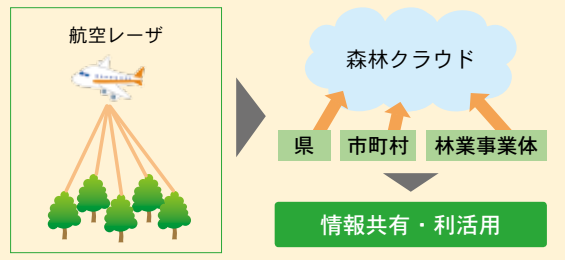 航空レーザ
森林クラウド
県
市町村
林業事業体
情報共有・利活用